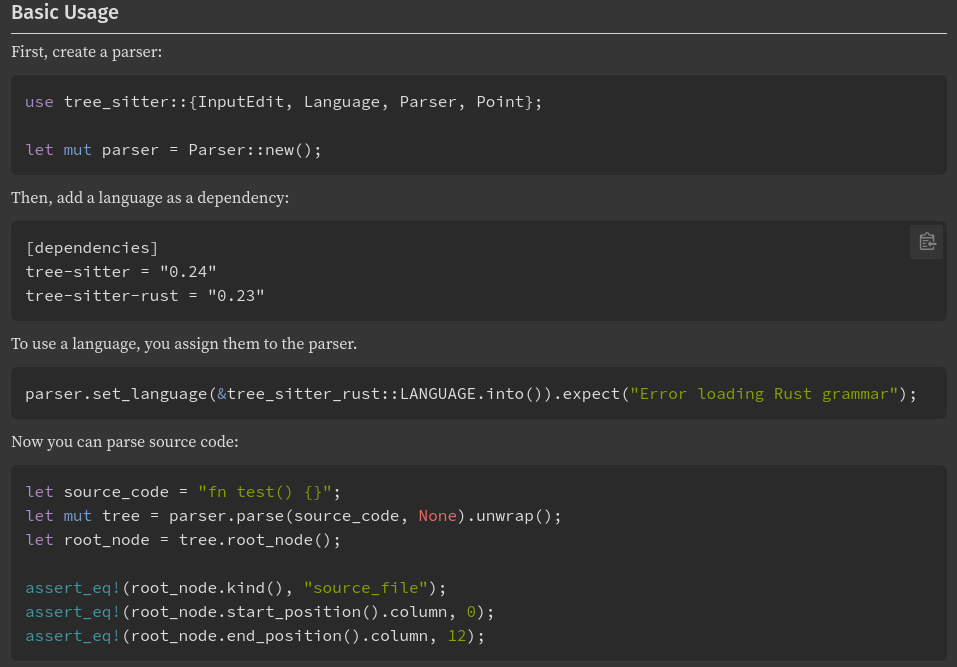 Basic Usage
First, create a parser:
use tree_sitter::{InputEdit, Language, Parser, Point};
let mut parser = Parser::new();
Then, add a language as a dependency:
[dependencies]
tree-sitter = "0.24"
tree-sitter-rust = "0.23"
To use a language, you assign them to the parser.
parser.set_language(&tree_sitter_rust::LANGUAGE.into()).expect("Error loading Rust grammar");
Now you can parse source code:
let source_code = "fn test() {}";
let mut tree = parser.parse(source_code, None).unwrap();
let root_node = tree.root_node();
assert_eq!(root_node.kind(), "source_file");
assert_eq!(root_node.start_position().column, 0);
assert_eq!(root_node.end_position().column, 12);